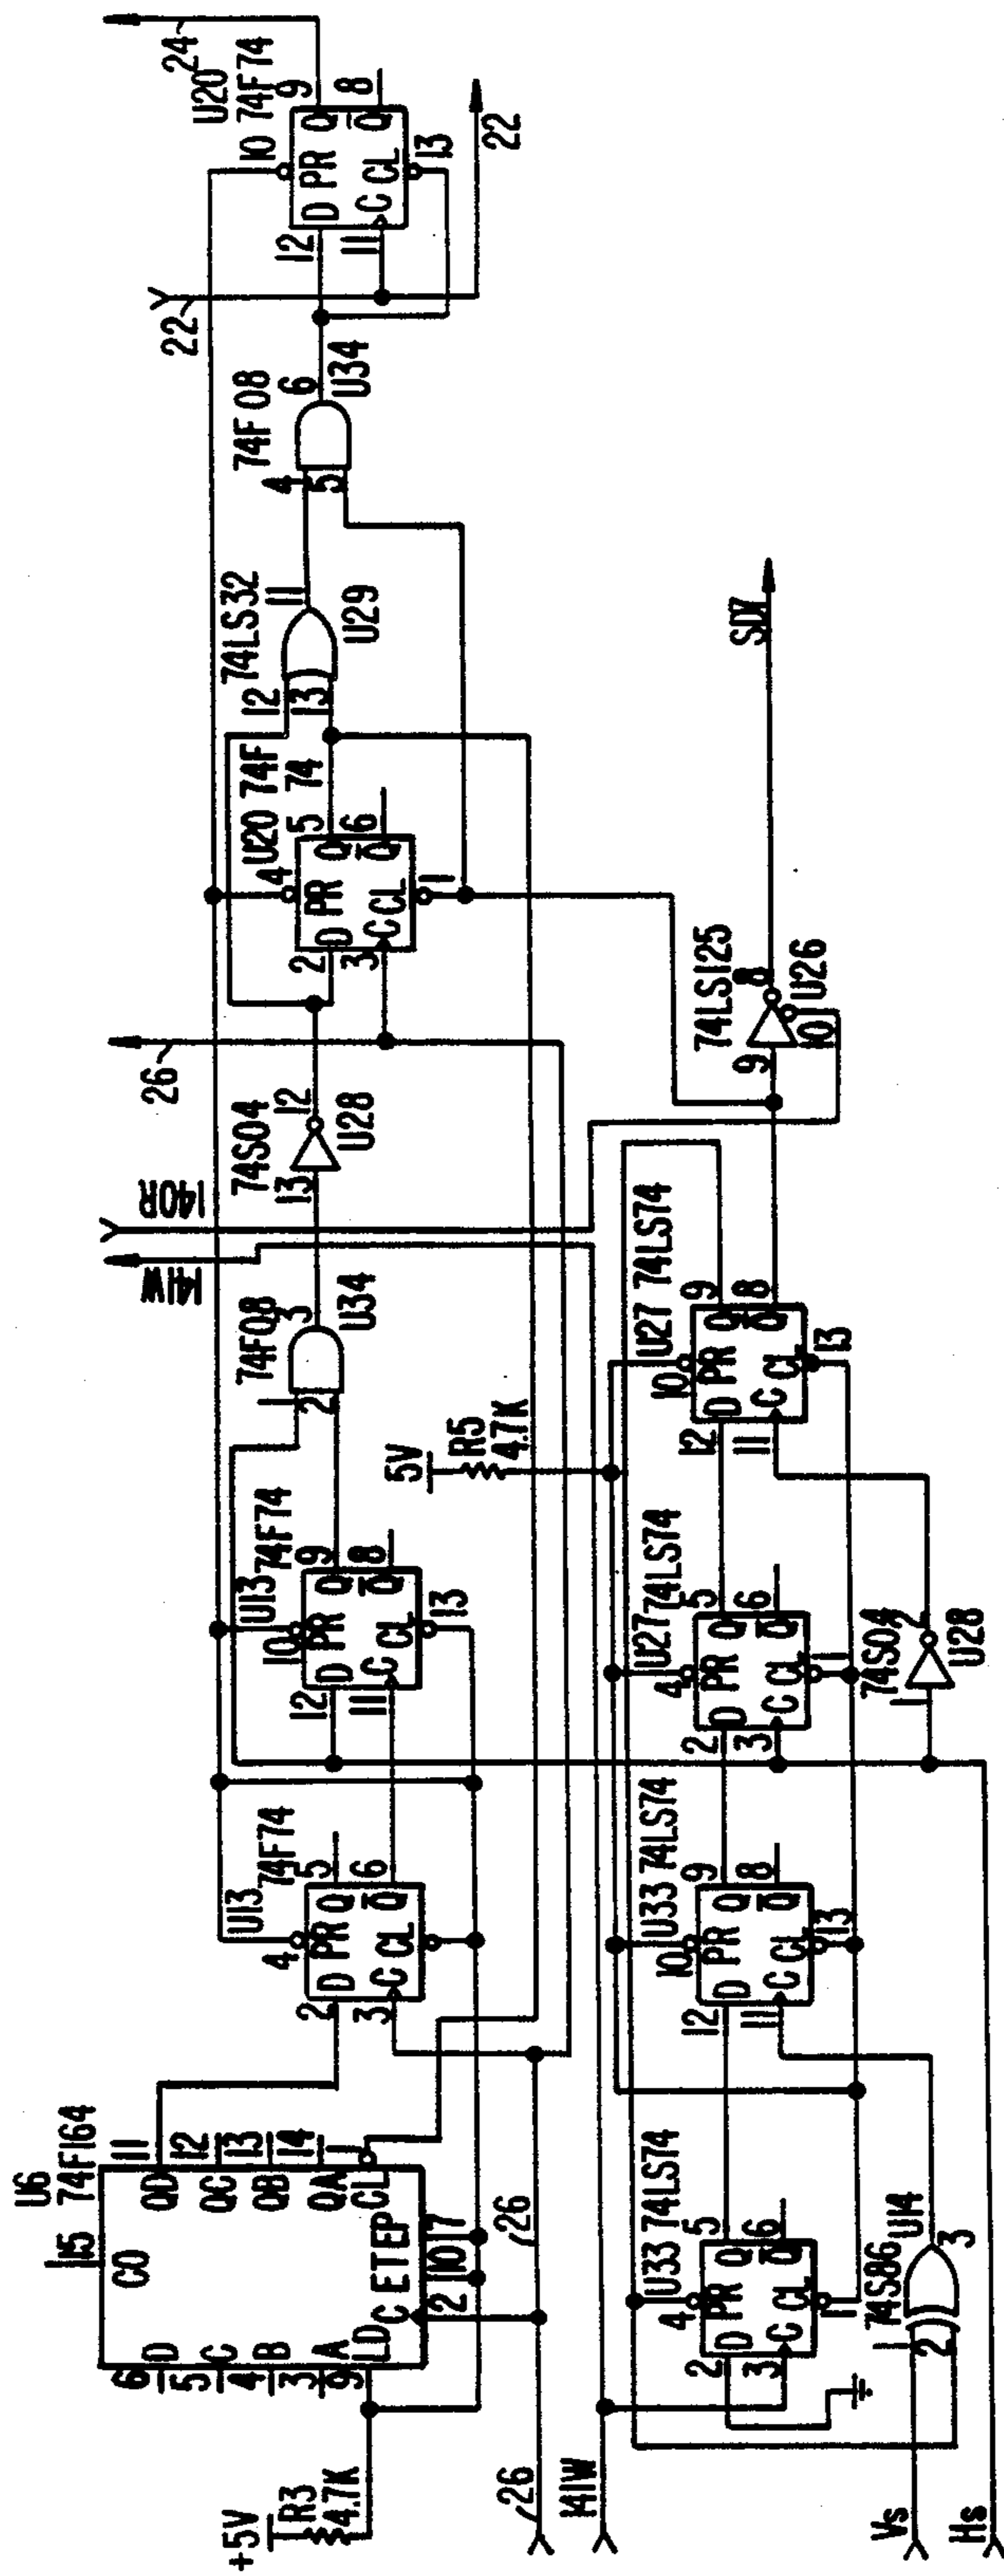 24
U20
74F74
10
PR
9
Q
8
Q
D
C
CL
13
12
11
22
22
6
U34
74F08
4
5
74LS32
11
U29
12
13
U20 74F
74
4
PR
5
Q
6
Q
D
C
CL
1
2
3
26
74S04
12
13
U28
140R
141W
74F08
3
U34
1
2
U13
74F74
10
PR
9
Q
8
Q
D
C
CL
13
12
11
U13
74F74
4
PR
5
Q
6
Q
D
C
CL
2
3
U6
74F164
15
CO
11
QD
12
QC
13
QB
14
QA
1
CL
6
D
5
C
4
B
3
A
9
LD
C
ETEP
2
10
7
+5V
R3
4.7K
26
26
141W
5V
R5
4.7K
SD7
74LS125
8
9
10
U26
U27 74LS74
10
PR
9
Q
8
Q
D
C
CL
13
12
11
U27 74LS74
4
PR
5
Q
6
Q
D
C
CL
1
2
3
74S04
2
1
U28
U33 74LS74
10
PR
9
Q
8
Q
D
C
CL
13
12
11
U33 74LS74
4
PR
5
Q
6
Q
D
C
CL
1
2
3
74S86
U14
1
2
3
Vs
Hs